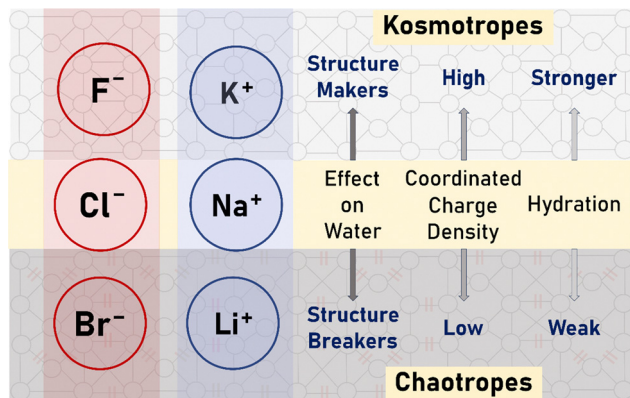 Kosmotropes
F⁻
K⁺
Structure
Makers
High
Stronger
Cl⁻
Na⁺
Effect
on
Water
Coordinated
Charge
Density
Hydration
Br⁻
Li⁺
Structure
Breakers
Low
Weak
Chaotropes